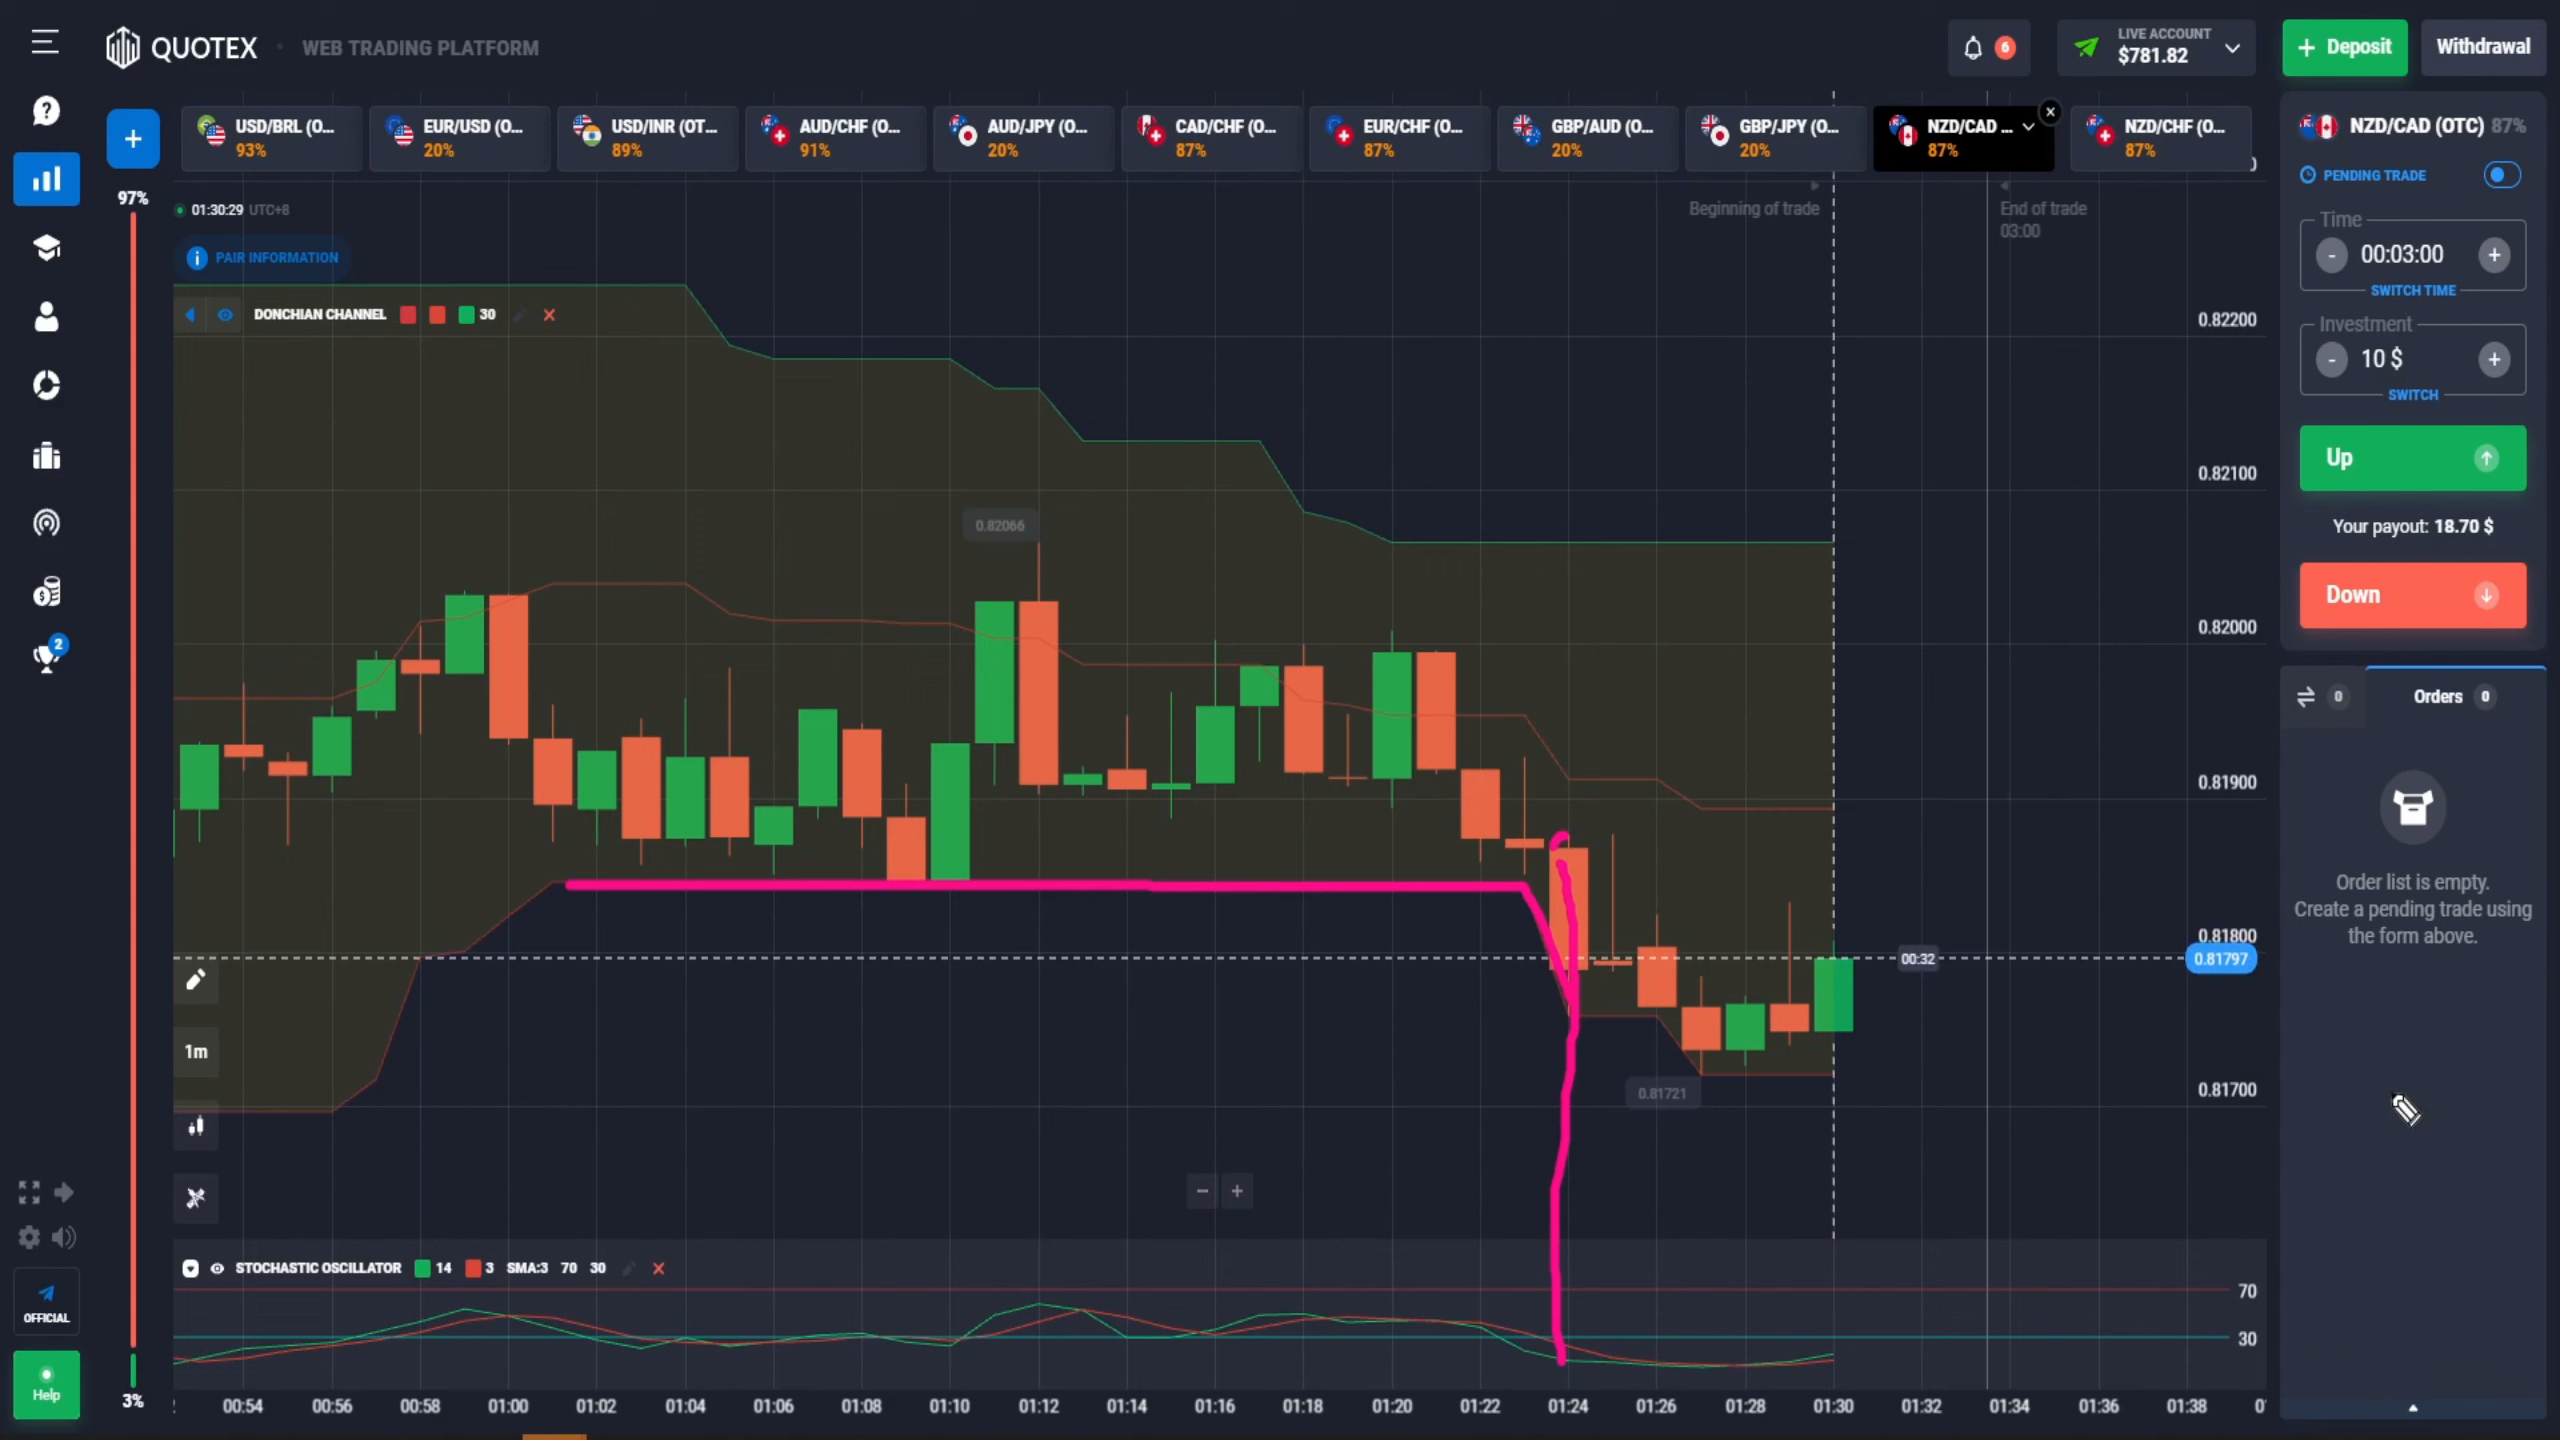 QUOTEX · WEB TRADING PLATFORM
6
LIVE ACCOUNT
$781.82
+ Deposit
Withdrawal
USD/BRL (O...
93%
EUR/USD (O...
20%
USD/INR (OT...
89%
AUD/CHF (O...
91%
AUD/JPY (O...
20%
CAD/CHF (O...
87%
EUR/CHF (O...
87%
GBP/AUD (O...
20%
GBP/JPY (O...
20%
NZD/CAD ...
87%
NZD/CHF (O...
87%
97%
01:30:29 UTC+8
PAIR INFORMATION
Beginning of trade
End of trade
03:00
DONCHIAN CHANNEL 30
0.82200
0.82100
0.82066
0.82000
0.81900
0.81800
00:32
0.81797
0.81721
0.81700
1m
STOCHASTIC OSCILLATOR 14 3 SMA:3 70 30
70
30
00:54 00:56 00:58 01:00 01:02 01:04 01:06 01:08 01:10 01:12 01:14 01:16 01:18 01:20 01:22 01:24 01:26 01:28 01:30 01:32 01:34 01:36 01:38
2
OFFICIAL
Help
3%
NZD/CAD (OTC) 87%
PENDING TRADE
Time
- 00:03:00 +
SWITCH TIME
Investment
- 10 $ +
SWITCH
Up
Your payout: 18.70 $
Down
0
Orders 0
Order list is empty.
Create a pending trade using
the form above.